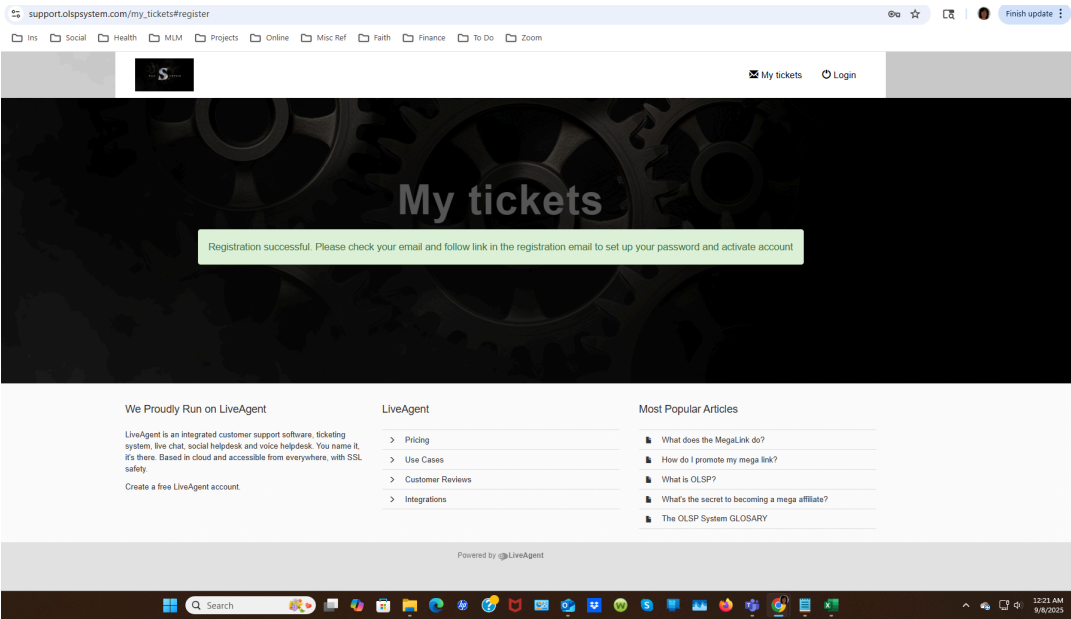 support.olspsystem.com/my_tickets#register
Finish update
Ins Social Health MLM Projects Online Misc Ref Faith Finance To Do Zoom
S
My tickets Login
My tickets
Registration successful. Please check your email and follow link in the registration email to set up your password and activate account
We Proudly Run on LiveAgent
LiveAgent is an integrated customer support software, ticketing
system, live chat, social helpdesk and voice helpdesk. You name it,
it's there. Based in cloud and accessible from everywhere, with SSL
safety.
Create a free LiveAgent account.
LiveAgent
Pricing
Use Cases
Customer Reviews
Integrations
Most Popular Articles
What does the MegaLink do?
How do I promote my mega link?
What is OLSP?
What's the secret to becoming a mega affiliate?
The OLSP System GLOSARY
Powered by LiveAgent
Search
12:21 AM
9/8/2025